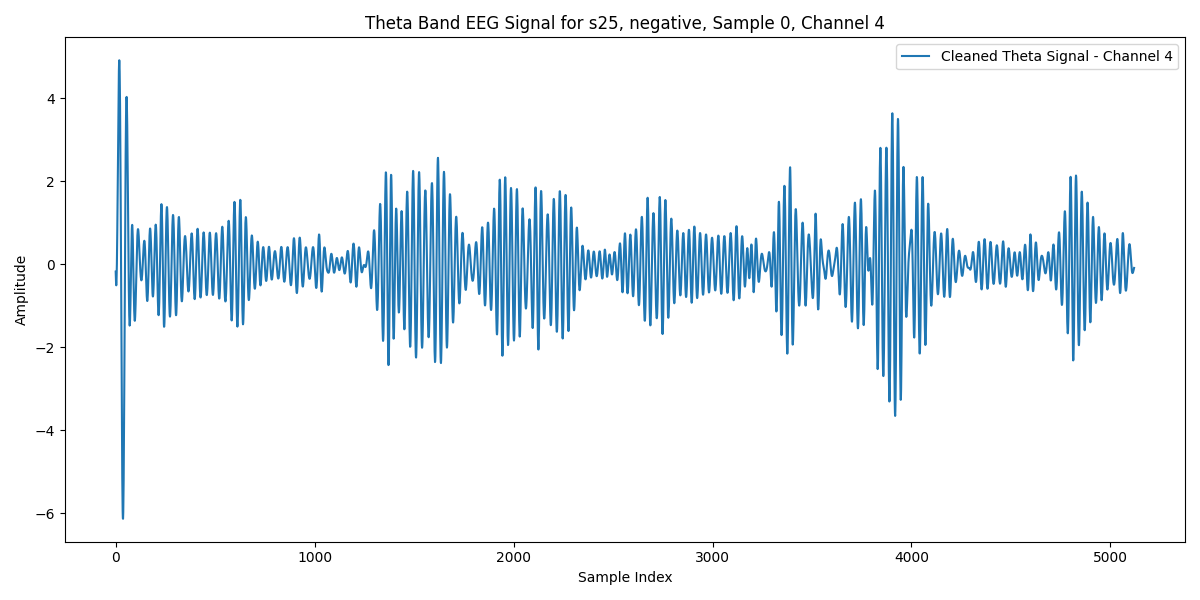 Theta Band EEG Signal for s25, negative, Sample 0, Channel 4
Cleaned Theta Signal - Channel 4
Amplitude
4
2
0
−2
−4
−6
0 1000 2000 3000 4000 5000
Sample Index